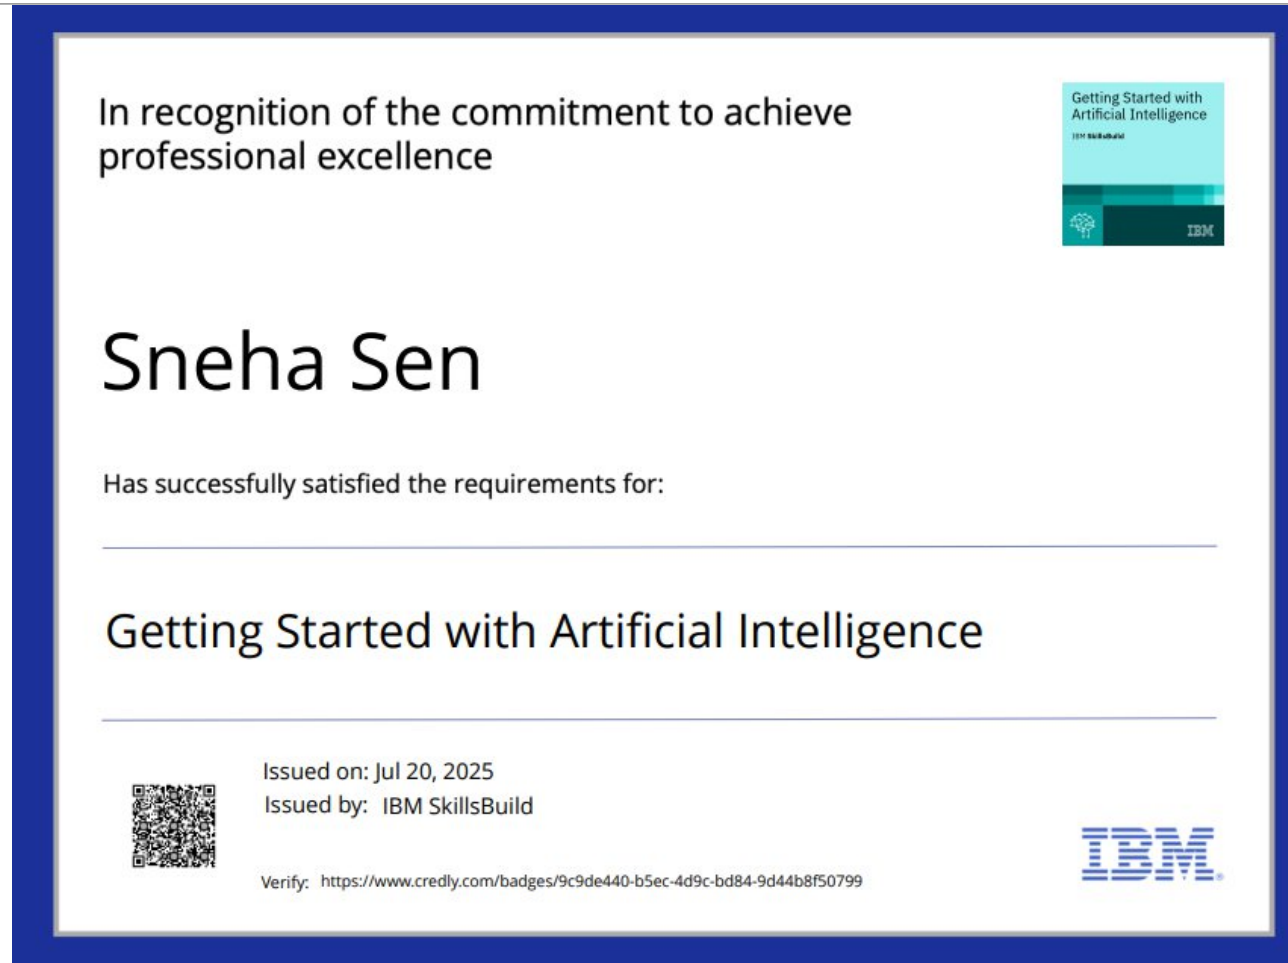 In recognition of the commitment to achieve
professional excellence
Getting Started with
Artificial Intelligence
IBM SkillsBuild
IBM
Sneha Sen
Has successfully satisfied the requirements for:
Getting Started with Artificial Intelligence
Issued on: Jul 20, 2025
Issued by: IBM SkillsBuild
Verify: https://www.credly.com/badges/9c9de440-b5ec-4d9c-bd84-9d44b8f50799
IBM.